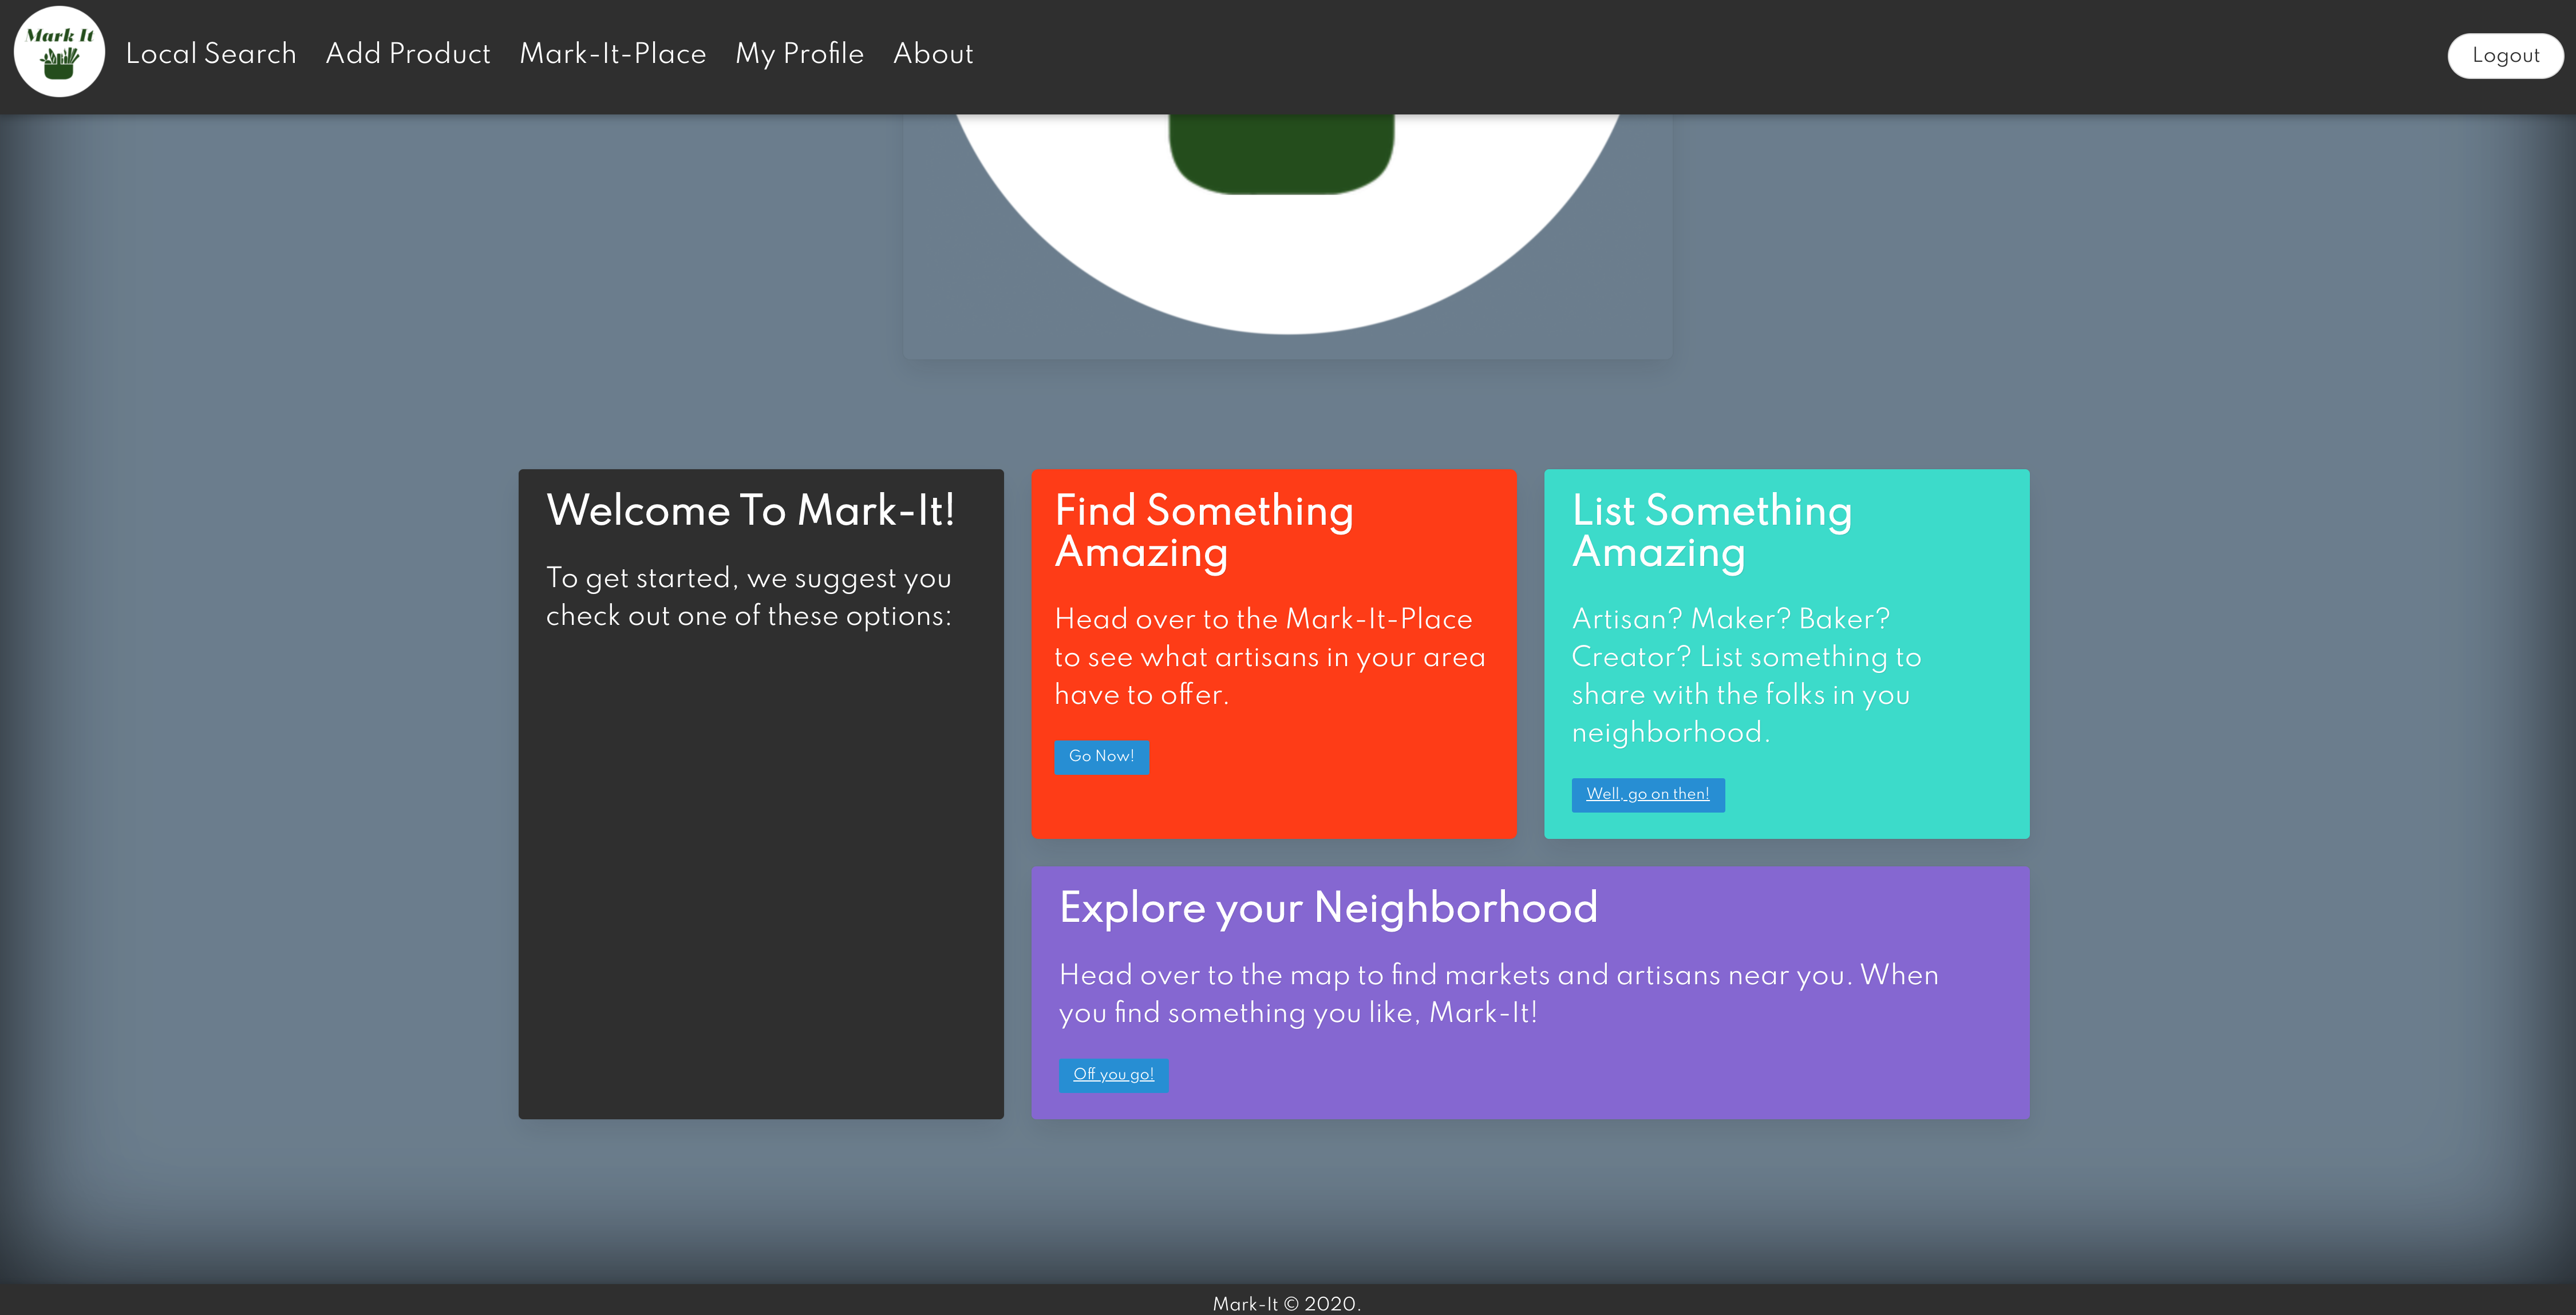 Mark It
Local Search
Add Product
Mark-It-Place
My Profile
About
Logout
Welcome To Mark-It!
To get started, we suggest you
check out one of these options:
Find Something
Amazing
Head over to the Mark-It-Place
to see what artisans in your area
have to offer.
Go Now!
List Something
Amazing
Artisan? Maker? Baker?
Creator? List something to
share with the folks in you
neighborhood.
Well, go on then!
Explore your Neighborhood
Head over to the map to find markets and artisans near you. When
you find something you like, Mark-It!
Off you go!
Mark-It © 2020.